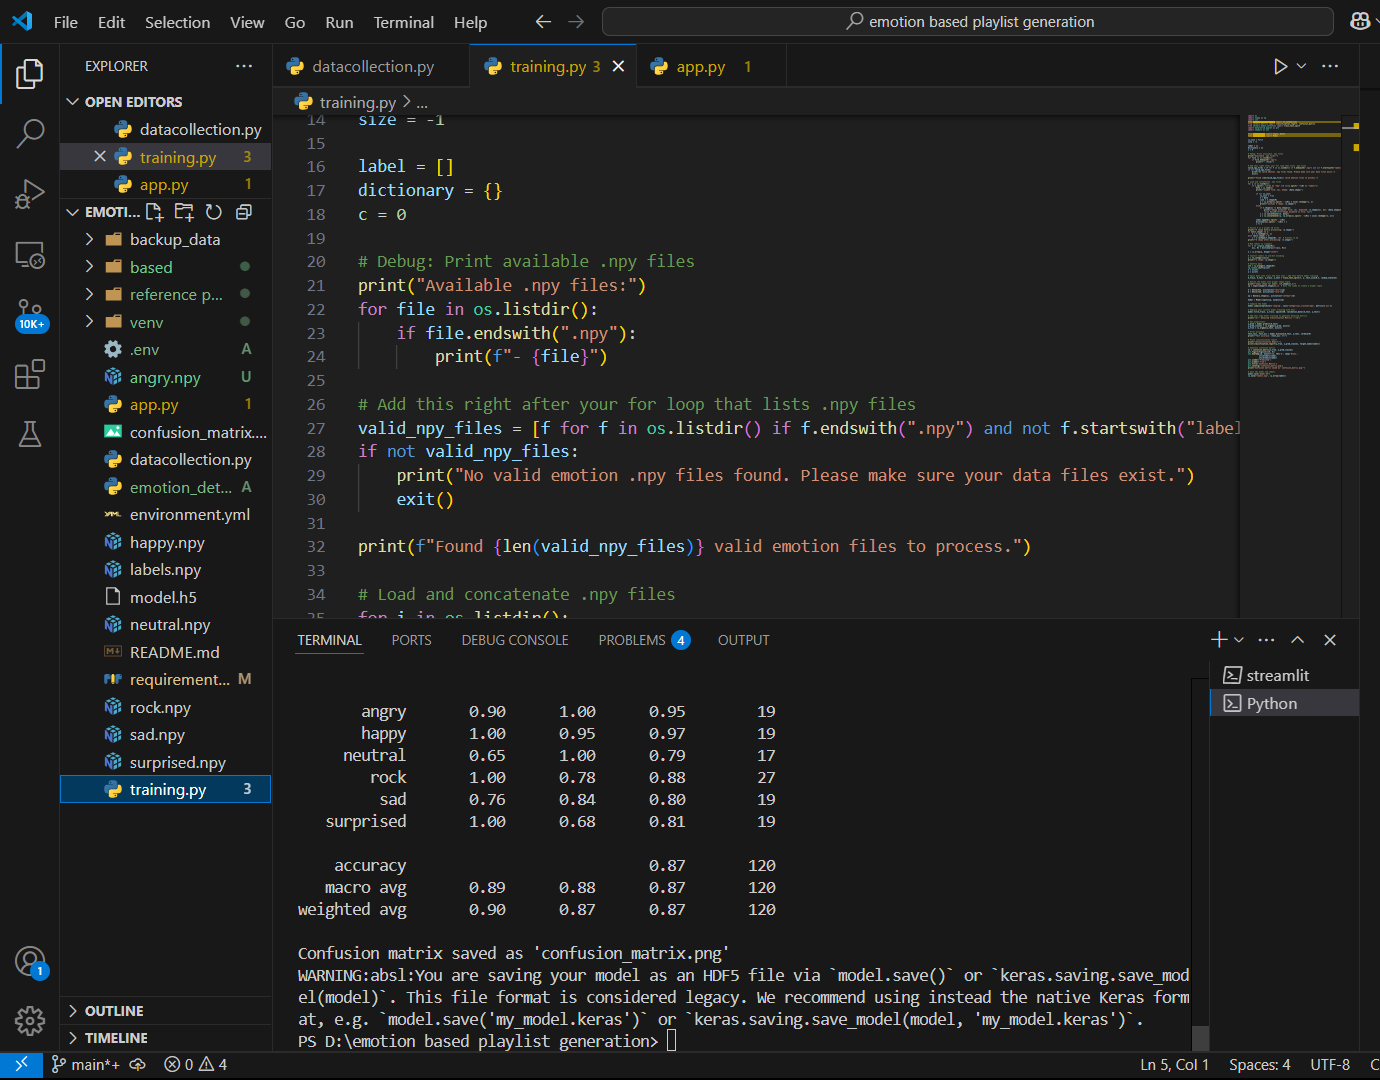 File Edit Selection View Go Run Terminal Help
emotion based playlist generation
EXPLORER
OPEN EDITORS
datacollection.py
training.py 3
app.py 1
EMOTI...
backup_data
based
reference p...
venv
.env A
angry.npy U
app.py 1
confusion_matrix....
datacollection.py
emotion_det... A
environment.yml
happy.npy
labels.npy
model.h5
neutral.npy
README.md
requirement... M
rock.npy
sad.npy
surprised.npy
training.py 3
OUTLINE
TIMELINE
10K+
1
datacollection.py training.py 3 app.py 1
training.py > ...
14 size = -1
15
16 label = []
17 dictionary = {}
18 c = 0
19
20 # Debug: Print available .npy files
21 print("Available .npy files:")
22 for file in os.listdir():
23 if file.endswith(".npy"):
24 print(f"- {file}")
25
26 # Add this right after your for loop that lists .npy files
27 valid_npy_files = [f for f in os.listdir() if f.endswith(".npy") and not f.startswith("label
28 if not valid_npy_files:
29 print("No valid emotion .npy files found. Please make sure your data files exist.")
30 exit()
31
32 print(f"Found {len(valid_npy_files)} valid emotion files to process.")
33
34 # Load and concatenate .npy files
35 for i in os.listdir():
TERMINAL PORTS DEBUG CONSOLE PROBLEMS 4 OUTPUT
streamlit
Python
angry 0.90 1.00 0.95 19
happy 1.00 0.95 0.97 19
neutral 0.65 1.00 0.79 17
rock 1.00 0.78 0.88 27
sad 0.76 0.84 0.80 19
surprised 1.00 0.68 0.81 19
accuracy 0.87 120
macro avg 0.89 0.88 0.87 120
weighted avg 0.90 0.87 0.87 120
Confusion matrix saved as 'confusion_matrix.png'
WARNING:absl:You are saving your model as an HDF5 file via `model.save()` or `keras.saving.save_mod
el(model)`. This file format is considered legacy. We recommend using instead the native Keras form
at, e.g. `model.save('my_model.keras')` or `keras.saving.save_model(model, 'my_model.keras')`.
PS D:\emotion based playlist generation>
main*+ 0 4 Ln 5, Col 1 Spaces: 4 UTF-8 C